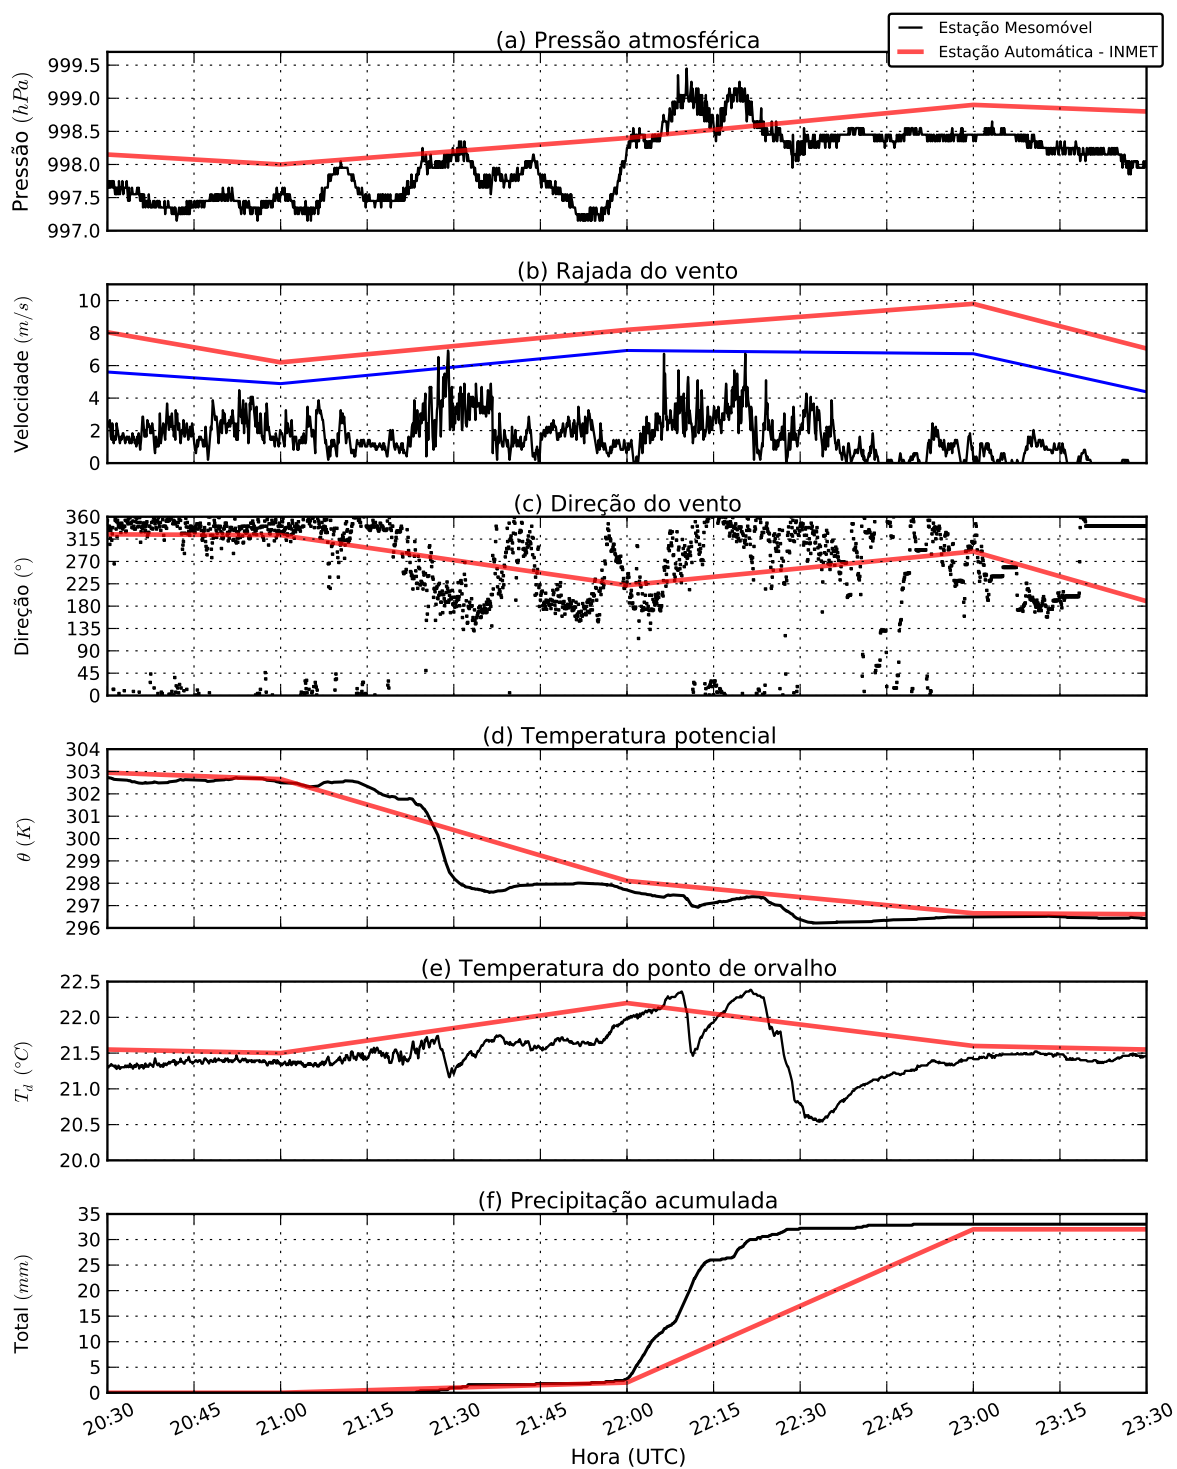 Estação Mesomóvel
Estação Automática - INMET
(a) Pressão atmosférica
Pressão (hPa)
999.5
999.0
998.5
998.0
997.5
997.0
(b) Rajada do vento
Velocidade (m/s)
10
8
6
4
2
0
(c) Direção do vento
Direção (°)
360
315
270
225
180
135
90
45
0
(d) Temperatura potencial
θ (K)
304
303
302
301
300
299
298
297
296
(e) Temperatura do ponto de orvalho
T_d (°C)
22.5
22.0
21.5
21.0
20.5
20.0
(f) Precipitação acumulada
Total (mm)
35
30
25
20
15
10
5
0
20:30 20:45 21:00 21:15 21:30 21:45 22:00 22:15 22:30 22:45 23:00 23:15 23:30
Hora (UTC)